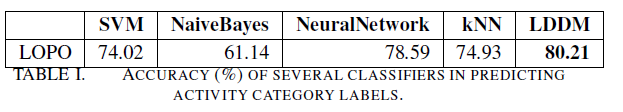 SVM NaiveBayes NeuralNetwork kNN LDDM
LOPO 74.02 61.14 78.59 74.93 80.21
TABLE I. ACCURACY (%) OF SEVERAL CLASSIFIERS IN PREDICTING
ACTIVITY CATEGORY LABELS.